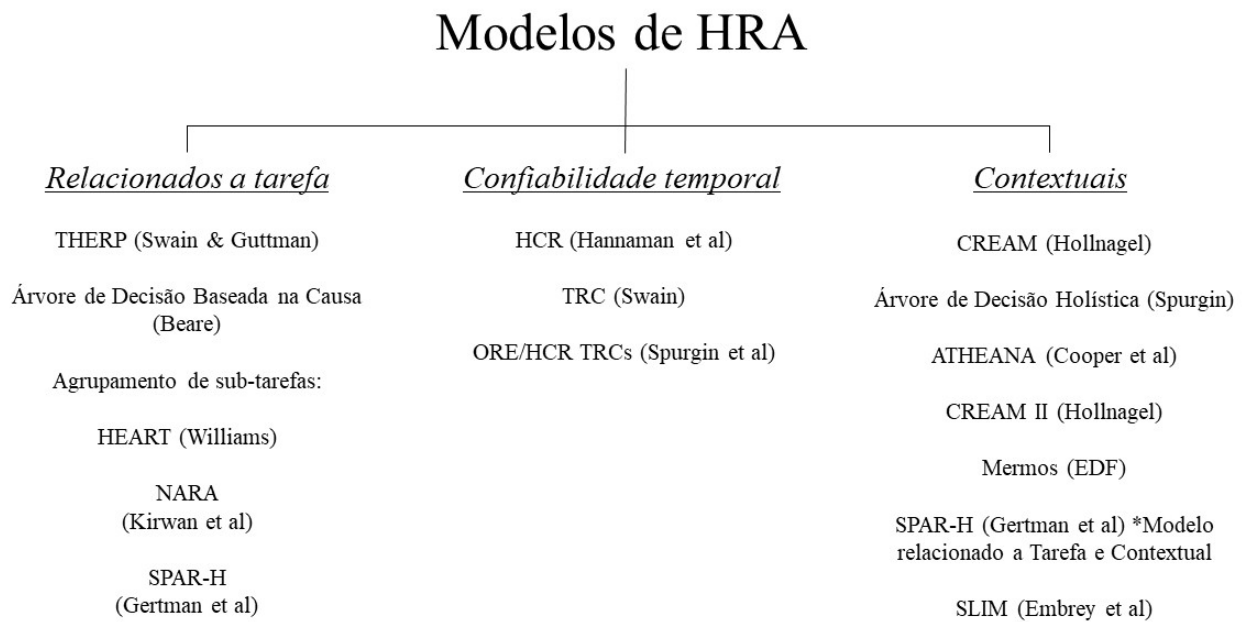 Modelos de HRA
Relacionados a tarefa
THERP (Swain & Guttman)
Árvore de Decisão Baseada na Causa
(Beare)
Agrupamento de sub-tarefas:
HEART (Williams)
NARA
(Kirwan et al)
SPAR-H
(Gertman et al)
Confiabilidade temporal
HCR (Hannaman et al)
TRC (Swain)
ORE/HCR TRCs (Spurgin et al)
Contextuais
CREAM (Hollnagel)
Árvore de Decisão Holística (Spurgin)
ATHEANA (Cooper et al)
CREAM II (Hollnagel)
Mermos (EDF)
SPAR-H (Gertman et al) *Modelo
relacionado a Tarefa e Contextual
SLIM (Embrey et al)